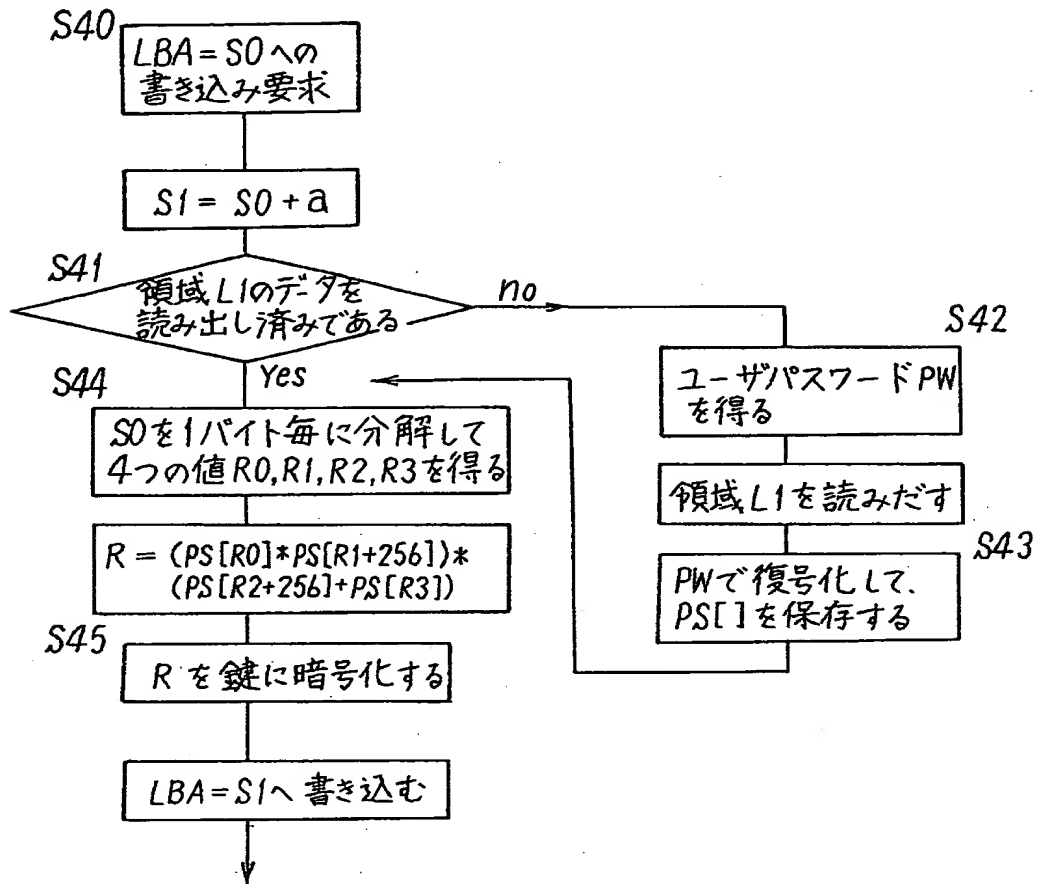 S40
LBA=S0への
書き込み要求
S1= S0+a
S41
領域L1のデータを
読み出し済みである
no
yes
S42
ユーザパスワードPW
を得る
領域L1を読みだす
S43
PWで復号化して、
PS[]を保存する
S44
S0を1バイト毎に分解して
4つの値R0,R1,R2,R3を得る
R=(PS[R0]*PS[R1+256])*
(PS[R2+256]+PS[R3])
S45
Rを鍵に暗号化する
LBA=S1へ書き込む